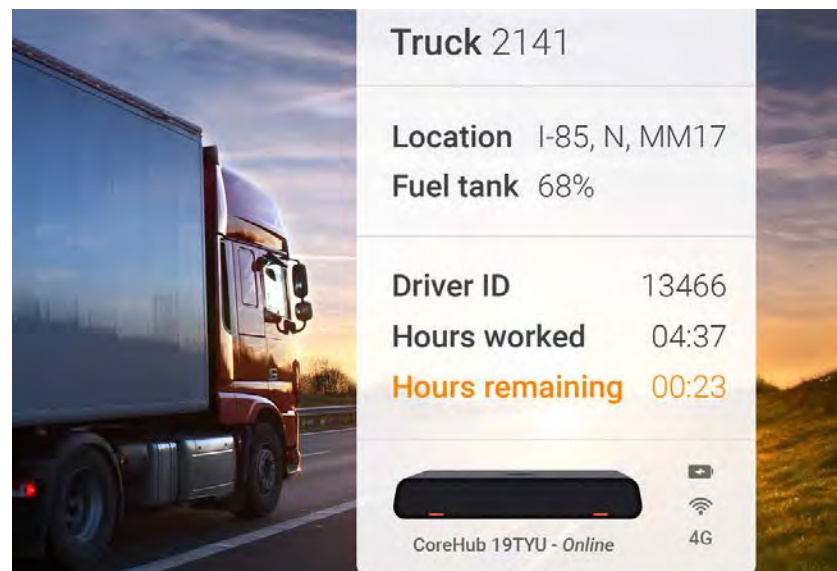 Truck 2141
Location I-85, N, MM17
Fuel tank 68%
Driver ID 13466
Hours worked 04:37
Hours remaining 00:23
CoreHub 19TYU - Online
4G